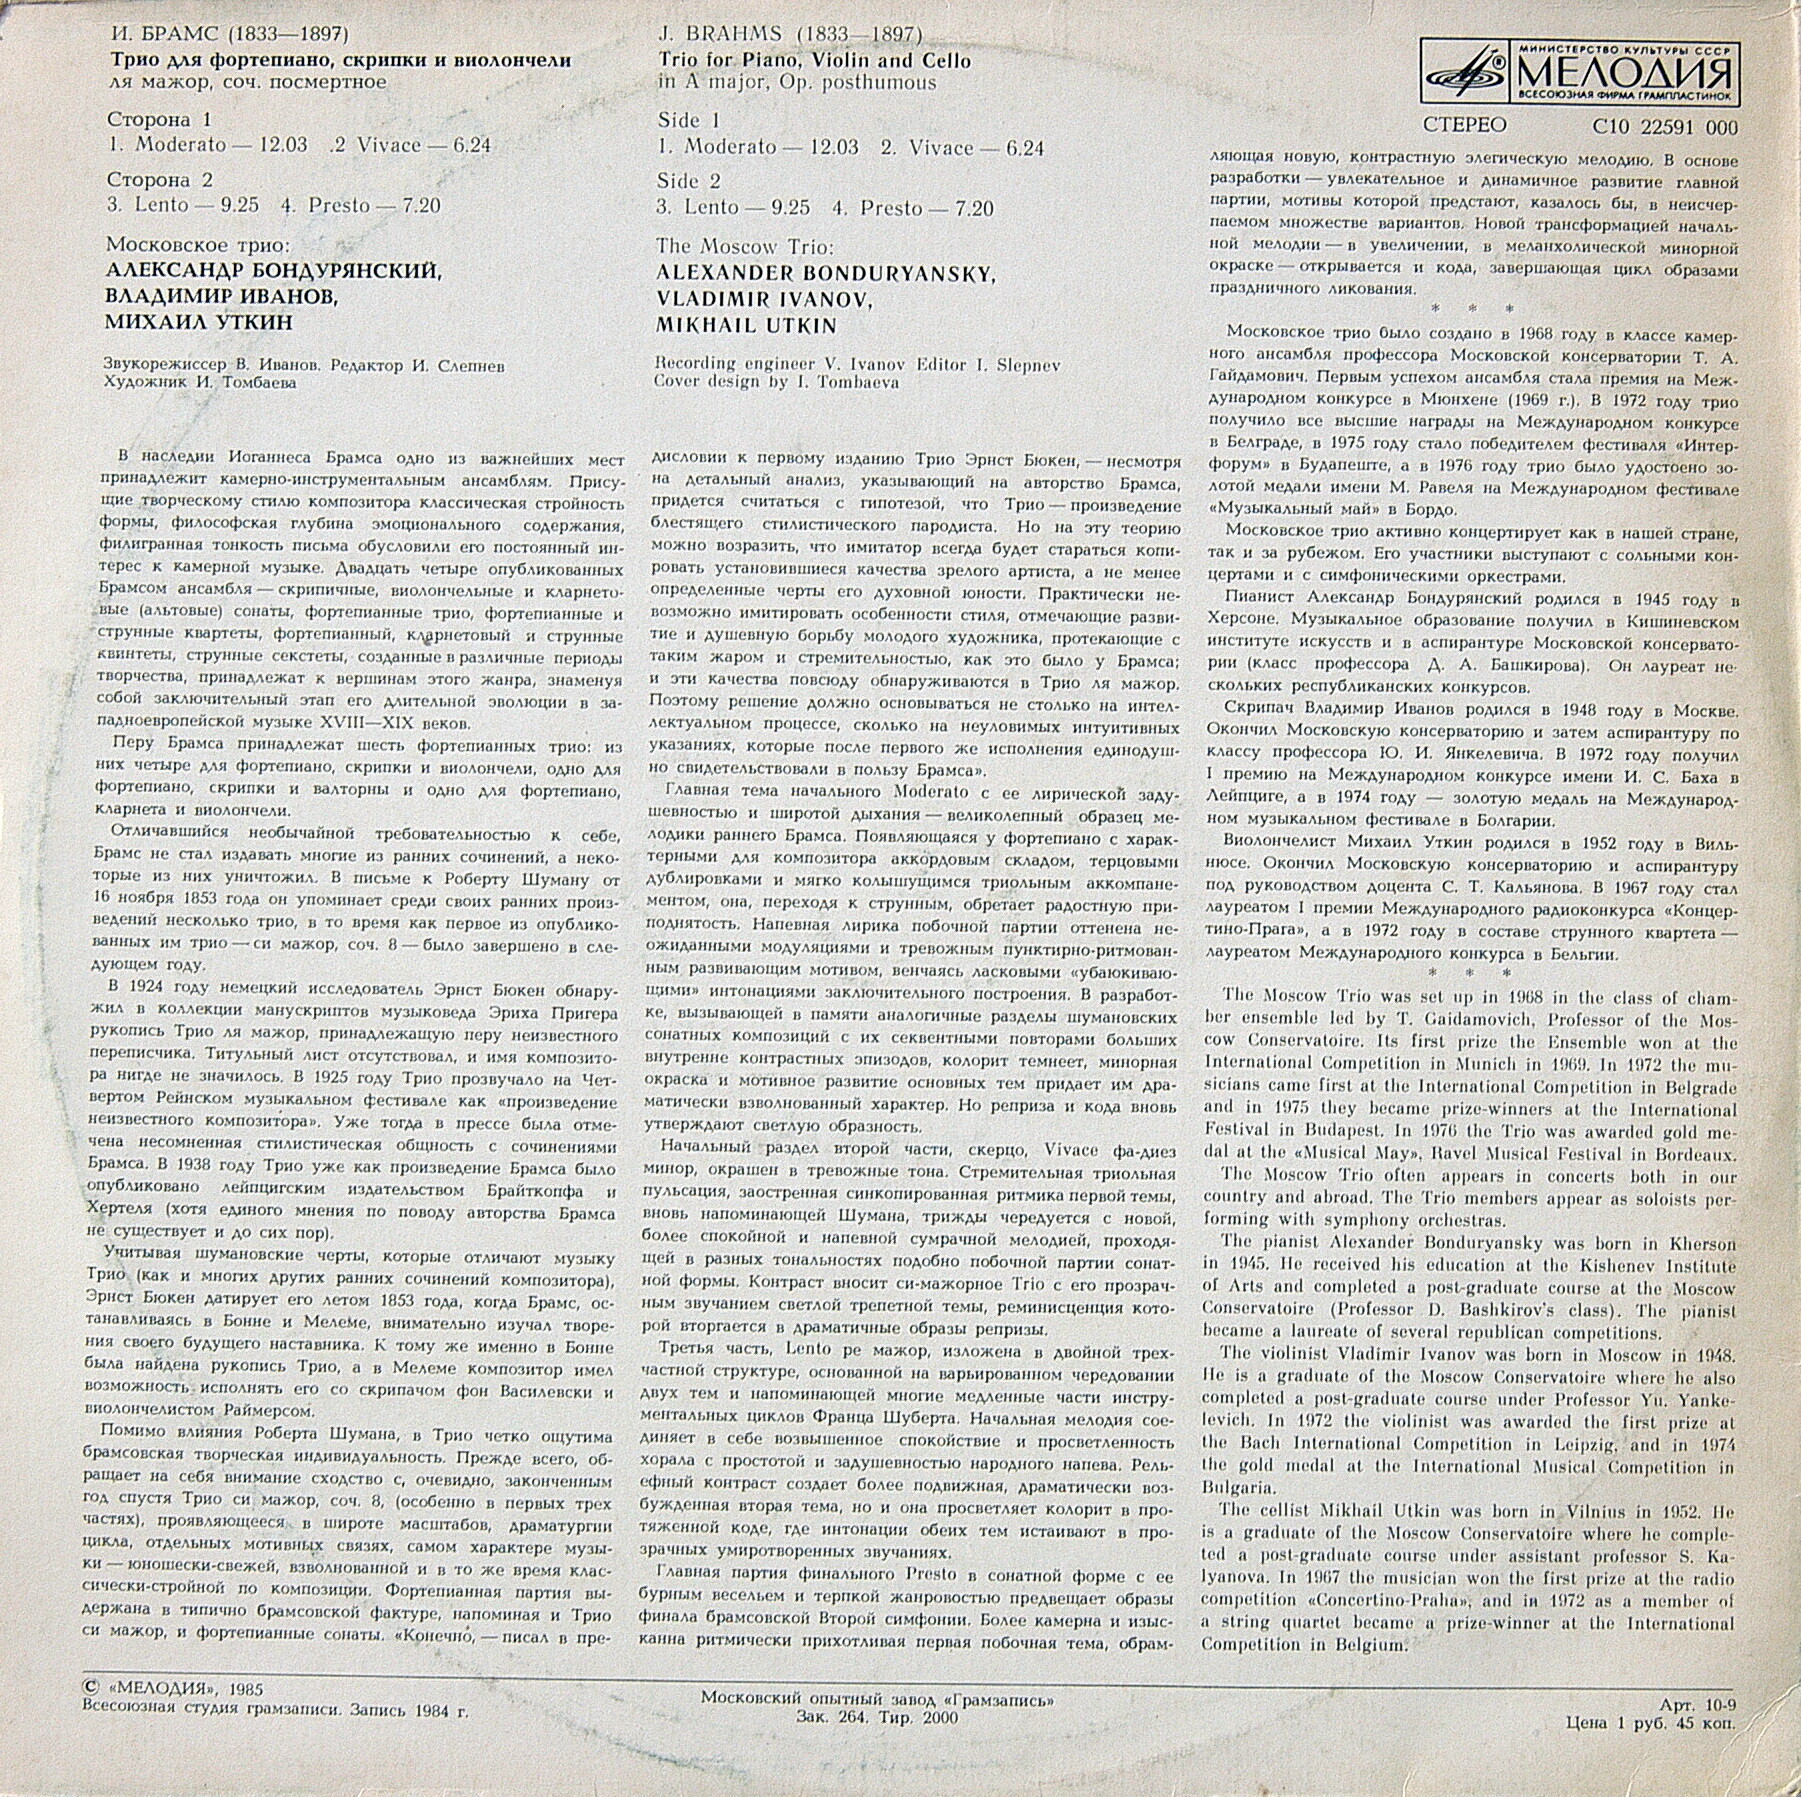 И. БРАМС (1833—1897)
Трио для фортепиано, скрипки и виолончели
ля мажор, соч. посмертное
Сторона 1
1. Moderato — 12.03 .2 Vivace — 6.24
Сторона 2
3. Lento — 9.25 4. Presto — 7.20
Московское трио:
АЛЕКСАНДР БОНДУРЯНСКИЙ,
ВЛАДИМИР ИВАНОВ,
МИХАИЛ УТКИН
Звукорежиссер В. Иванов. Редактор И. Слепнев
Художник И. Томбаева
J. BRAHMS (1833—1897)
Trio for Piano, Violin and Cello
in A major, Op. posthumous
Side 1
1. Moderato — 12.03 2. Vivace — 6.24
Side 2
3. Lento — 9.25 4. Presto — 7.20
The Moscow Trio:
ALEXANDER BONDURYANSKY,
VLADIMIR IVANOV,
MIKHAIL UTKIN
Recording engineer V. Ivanov Editor I. Slepnev
Cover design by I. Tombaeva
МИНИСТЕРСТВО КУЛЬТУРЫ СССР
МЕЛОДИЯ
ВСЕСОЮЗНАЯ ФИРМА ГРАМПЛАСТИНОК
СТЕРЕО С10 22591 000
В наследии Иоганнеса Брамса одно из важнейших мест
принадлежит камерно-инструментальным ансамблям. Прису-
щие творческому стилю композитора классическая стройность
формы, философская глубина эмоционального содержания,
филигранная тонкость письма обусловили его постоянный ин-
терес к камерной музыке. Двадцать четыре опубликованных
Брамсом ансамбля — скрипичные, виолончельные и кларнето-
вые (альтовые) сонаты, фортепианные трио, фортепианные и
струнные квартеты, фортепианный, кларнетовый и струнные
квинтеты, струнные секстеты, созданные в различные периоды
творчества, принадлежат к вершинам этого жанра, знаменуя
собой заключительный этап его длительной эволюции в за-
падноевропейской музыке XVIII—XIX веков.
Перу Брамса принадлежат шесть фортепианных трио: из
них четыре для фортепиано, скрипки и виолончели, одно для
фортепиано, скрипки и валторны и одно для фортепиано,
кларнета и виолончели.
Отличавшийся необычайной требовательностью к себе,
Брамс не стал издавать многие из ранних сочинений, а неко-
торые из них уничтожил. В письме к Роберту Шуману от
16 ноября 1853 года он упоминает среди своих ранних произ-
ведений несколько трио, в то время как первое из опублико-
ванных им трио — си мажор, соч. 8 — было завершено в сле-
дующем году.
В 1924 году немецкий исследователь Эрнст Бюкен обнару-
жил в коллекции манускриптов музыковеда Эриха Пригера
рукопись Трио ля мажор, принадлежащую перу неизвестного
переписчика. Титульный лист отсутствовал, и имя композито-
ра нигде не значилось. В 1925 году Трио прозвучало на Чет-
вертом Рейнском музыкальном фестивале как «произведение
неизвестного композитора». Уже тогда в прессе была отме-
чена несомненная стилистическая общность с сочинениями
Брамса. В 1938 году Трио уже как произведение Брамса было
опубликовано лейпцигским издательством Брайткопфа и
Хертеля (хотя единого мнения по поводу авторства Брамса
не существует и до сих пор).
Учитывая шумановские черты, которые отличают музыку
Трио (как и многих других ранних сочинений композитора),
Эрнст Бюкен датирует его летом 1853 года, когда Брамс, ос-
танавливаясь в Бонне и Мелеме, внимательно изучал творе-
ния своего будущего наставника. К тому же именно в Бонне
была найдена рукопись Трио, а в Мелеме композитор имел
возможность исполнять его со скрипачом фон Василевски и
виолончелистом Раймерсом.
Помимо влияния Роберта Шумана, в Трио четко ощутима
брамсовская творческая индивидуальность. Прежде всего, об-
ращает на себя внимание сходство с, очевидно, законченным
год спустя Трио си мажор, соч. 8, (особенно в первых трех
частях), проявляющееся в широте масштабов, драматургии
цикла, отдельных мотивных связях, самом характере музы-
ки — юношески-свежей, взволнованной и в то же время клас-
сически-стройной по композиции. Фортепианная партия вы-
держана в типично брамсовской фактуре, напоминая и Трио
си мажор, и фортепианные сонаты. «Конечно, — писал в пре-
дисловии к первому изданию Трио Эрнст Бюкен, — несмотря
на детальный анализ, указывающий на авторство Брамса,
придется считаться с гипотезой, что Трио — произведение
блестящего стилистического пародиста. Но на эту теорию
можно возразить, что имитатор всегда будет стараться копи-
ровать установившиеся качества зрелого артиста, а не менее
определенные черты его духовной юности. Практически не-
возможно имитировать особенности стиля, отмечающие разви-
тие и душевную борьбу молодого художника, протекающие с
таким жаром и стремительностью, как это было у Брамса;
и эти качества повсюду обнаруживаются в Трио ля мажор.
Поэтому решение должно основываться не столько на интел-
лектуальном процессе, сколько на неуловимых интуитивных
указаниях, которые после первого же исполнения единодуш-
но свидетельствовали в пользу Брамса».
Главная тема начального Moderato с ее лирической заду-
шевностью и широтой дыхания — великолепный образец ме-
лодики раннего Брамса. Появляющаяся у фортепиано с харак-
терными для композитора аккордовым складом, терцовыми
дублировками и мягко колышущимся триольным аккомпане-
ментом, она, переходя к струнным, обретает радостную при-
поднятость. Напевная лирика побочной партии оттенена не-
ожиданными модуляциями и тревожным пунктирно-ритмован-
ным развивающим мотивом, венчаясь ласковыми «убаюкиваю-
щими» интонациями заключительного построения. В разработ-
ке, вызывающей в памяти аналогичные разделы шумановских
сонатных композиций с их секвентными повторами больших
внутренне контрастных эпизодов, колорит темнеет, минорная
окраска и мотивное развитие основных тем придает им дра-
матически взволнованный характер. Но реприза и кода вновь
утверждают светлую образность.
Начальный раздел второй части, скерцо, Vivace фа-диез
минор, окрашен в тревожные тона. Стремительная триольная
пульсация, заостренная синкопированная ритмика первой темы,
вновь напоминающей Шумана, трижды чередуется с новой,
более спокойной и напевной сумрачной мелодией, проходя-
щей в разных тональностях подобно побочной партии сонат-
ной формы. Контраст вносит си-мажорное Trio с его прозрач-
ным звучанием светлой трепетной темы, реминисценция кото-
рой вторгается в драматичные образы репризы.
Третья часть, Lento ре мажор, изложена в двойной трех-
частной структуре, основанной на варьированном чередовании
двух тем и напоминающей многие медленные части инстру-
ментальных циклов Франца Шуберта. Начальная мелодия сое-
диняет в себе возвышенное спокойствие и просветленность
хорала с простотой и задушевностью народного напева. Рель-
ефный контраст создает более подвижная, драматически воз-
бужденная вторая тема, но и она просветляет колорит в про-
тяженной коде, где интонации обеих тем истаивают в про-
зрачных умиротворенных звучаниях.
Главная партия финального Presto в сонатной форме с ее
бурным весельем и терпкой жанровостью предвещает образы
финала брамсовской Второй симфонии. Более камерна и изыс-
канна ритмически прихотливая первая побочная тема, обрам-
ляющая новую, контрастную элегическую мелодию. В основе
разработки — увлекательное и динамичное развитие главной
партии, мотивы которой предстают, казалось бы, в неисчер-
паемом множестве вариантов. Новой трансформацией началь-
ной мелодии — в увеличении, в меланхолической минорной
окраске — открывается и кода, завершающая цикл образами
праздничного ликования.
* * *
Московское трио было создано в 1968 году в классе камер-
ного ансамбля профессора Московской консерватории Т. А.
Гайдамович. Первым успехом ансамбля стала премия на Меж-
дународном конкурсе в Мюнхене (1969 г.). В 1972 году трио
получило все высшие награды на Международном конкурсе
в Белграде, в 1975 году стало победителем фестиваля «Интер-
форум» в Будапеште, а в 1976 году трио было удостоено зо-
лотой медали имени М. Равеля на Международном фестивале
«Музыкальный май» в Бордо.
Московское трио активно концертирует как в нашей стране,
так и за рубежом. Его участники выступают с сольными кон-
цертами и с симфоническими оркестрами.
Пианист Александр Бондурянский родился в 1945 году в
Херсоне. Музыкальное образование получил в Кишиневском
институте искусств и в аспирантуре Московской консервато-
рии (класс профессора Д. А. Башкирова). Он лауреат не-
скольких республиканских конкурсов.
Скрипач Владимир Иванов родился в 1948 году в Москве.
Окончил Московскую консерваторию и затем аспирантуру по
классу профессора Ю. И. Янкелевича. В 1972 году получил
I премию на Международном конкурсе имени И. С. Баха в
Лейпциге, а в 1974 году — золотую медаль на Международ-
ном музыкальном фестивале в Болгарии.
Виолончелист Михаил Уткин родился в 1952 году в Виль-
нюсе. Окончил Московскую консерваторию и аспирантуру
под руководством доцента С. Т. Кальянова. В 1967 году стал
лауреатом I премии Международного радиоконкурса «Концер-
тино-Прага», а в 1972 году в составе струнного квартета —
лауреатом Международного конкурса в Бельгии.
* * *
The Moscow Trio was set up in 1968 in the class of cham-
ber ensemble led by T. Gaidamovich, Professor of the Mos-
cow Conservatoire. Its first prize the Ensemble won at the
International Competition in Munich in 1969. In 1972 the mu-
sicians came first at the International Competition in Belgrade
and in 1975 they became prize-winners at the International
Festival in Budapest. In 1976 the Trio was awarded gold me-
dal at the «Musical May», Ravel Musical Festival in Bordeaux.
The Moscow Trio often appears in concerts both in our
country and abroad. The Trio members appear as soloists per-
forming with symphony orchestras.
The pianist Alexander Bonduryansky was born in Kherson
in 1945. He received his education at the Kishenev Institute
of Arts and completed a post-graduate course at the Moscow
Conservatoire (Professor D. Bashkirov's class). The pianist
became a laureate of several republican competitions.
The violinist Vladimir Ivanov was born in Moscow in 1948.
He is a graduate of the Moscow Conservatoire where he also
completed a post-graduate course under Professor Yu. Yanke-
levich. In 1972 the violinist was awarded the first prize at
the Bach International Competition in Leipzig, and in 1974
the gold medal at the International Musical Competition in
Bulgaria.
The cellist Mikhail Utkin was born in Vilnius in 1952. He
is a graduate of the Moscow Conservatoire where he comple-
ted a post-graduate course under assistant professor S. Ka-
lyanova. In 1967 the musician won the first prize at the radio
competition «Concertino-Praha», and in 1972 as a member of
a string quartet became a prize-winner at the International
Competition in Belgium.
© «МЕЛОДИЯ», 1985
Всесоюзная студия грамзаписи. Запись 1984 г.
Московский опытный завод «Грамзапись»
Зак. 264. Тир. 2000
Арт. 10-9
Цена 1 руб. 45 коп.